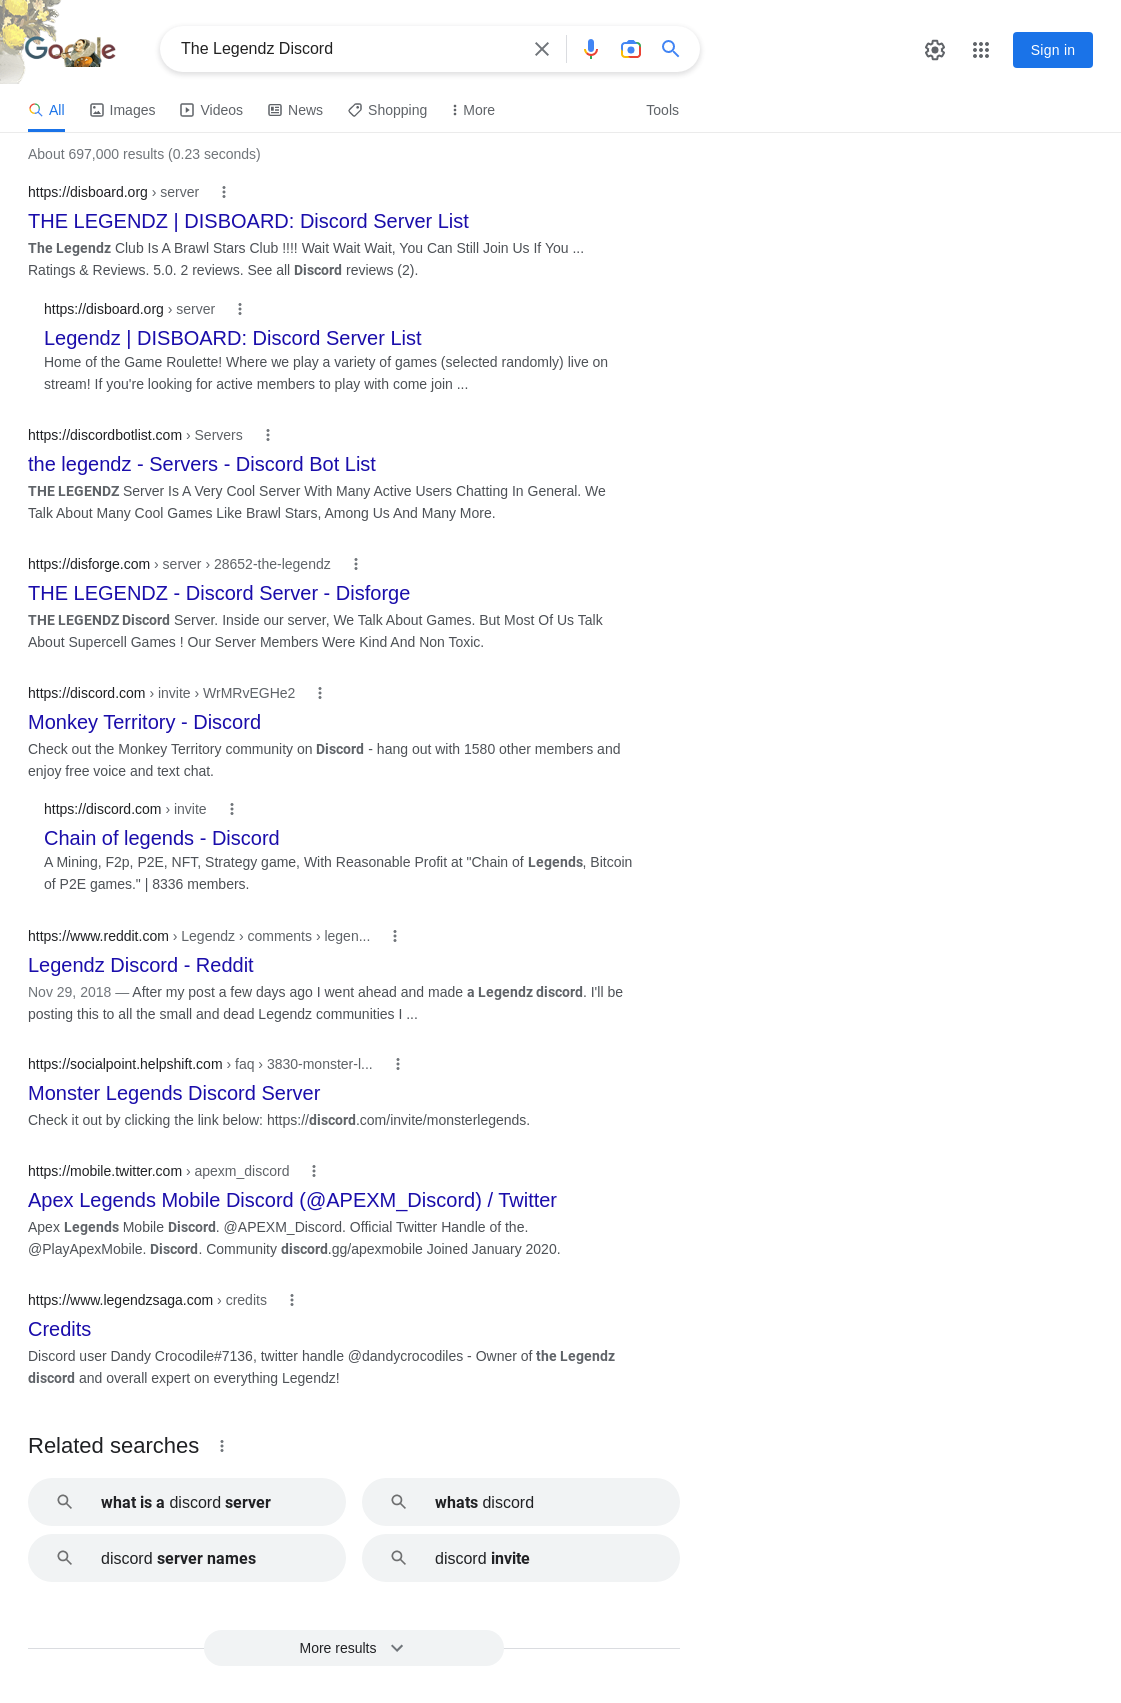 Google
The Legendz Discord
Sign in
All
Images
Videos
News
Shopping
More
Tools
About 697,000 results (0.23 seconds)
https://disboard.org › server
THE LEGENDZ | DISBOARD: Discord Server List
The Legendz Club Is A Brawl Stars Club !!!! Wait Wait Wait, You Can Still Join Us If You ...
Ratings & Reviews. 5.0. 2 reviews. See all Discord reviews (2).
https://disboard.org › server
Legendz | DISBOARD: Discord Server List
Home of the Game Roulette! Where we play a variety of games (selected randomly) live on
stream! If you're looking for active members to play with come join ...
https://discordbotlist.com › Servers
the legendz - Servers - Discord Bot List
THE LEGENDZ Server Is A Very Cool Server With Many Active Users Chatting In General. We
Talk About Many Cool Games Like Brawl Stars, Among Us And Many More.
https://disforge.com › server › 28652-the-legendz
THE LEGENDZ - Discord Server - Disforge
THE LEGENDZ Discord Server. Inside our server, We Talk About Games. But Most Of Us Talk
About Supercell Games ! Our Server Members Were Kind And Non Toxic.
https://discord.com › invite › WrMRvEGHe2
Monkey Territory - Discord
Check out the Monkey Territory community on Discord - hang out with 1580 other members and
enjoy free voice and text chat.
https://discord.com › invite
Chain of legends - Discord
A Mining, F2p, P2E, NFT, Strategy game, With Reasonable Profit at "Chain of Legends, Bitcoin
of P2E games." | 8336 members.
https://www.reddit.com › Legendz › comments › legen...
Legendz Discord - Reddit
Nov 29, 2018 — After my post a few days ago I went ahead and made a Legendz discord. I'll be
posting this to all the small and dead Legendz communities I ...
https://socialpoint.helpshift.com › faq › 3830-monster-l...
Monster Legends Discord Server
Check it out by clicking the link below: https://discord.com/invite/monsterlegends.
https://mobile.twitter.com › apexm_discord
Apex Legends Mobile Discord (@APEXM_Discord) / Twitter
Apex Legends Mobile Discord. @APEXM_Discord. Official Twitter Handle of the.
@PlayApexMobile. Discord. Community discord.gg/apexmobile Joined January 2020.
https://www.legendzsaga.com › credits
Credits
Discord user Dandy Crocodile#7136, twitter handle @dandycrocodiles - Owner of the Legendz
discord and overall expert on everything Legendz!
Related searches
what is a discord server
whats discord
discord server names
discord invite
More results